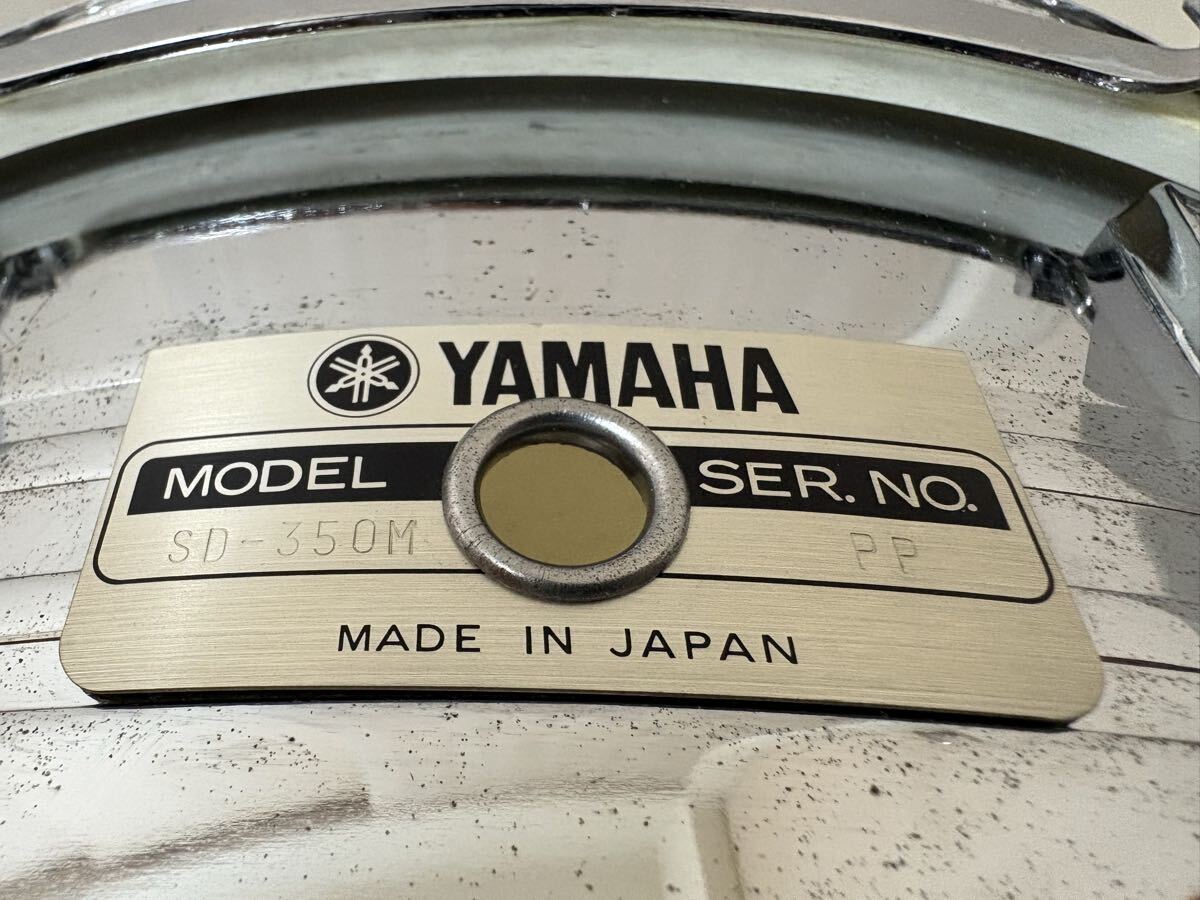 YAMAHA
MODEL SER. NO.
SD-350M PP
MADE IN JAPAN